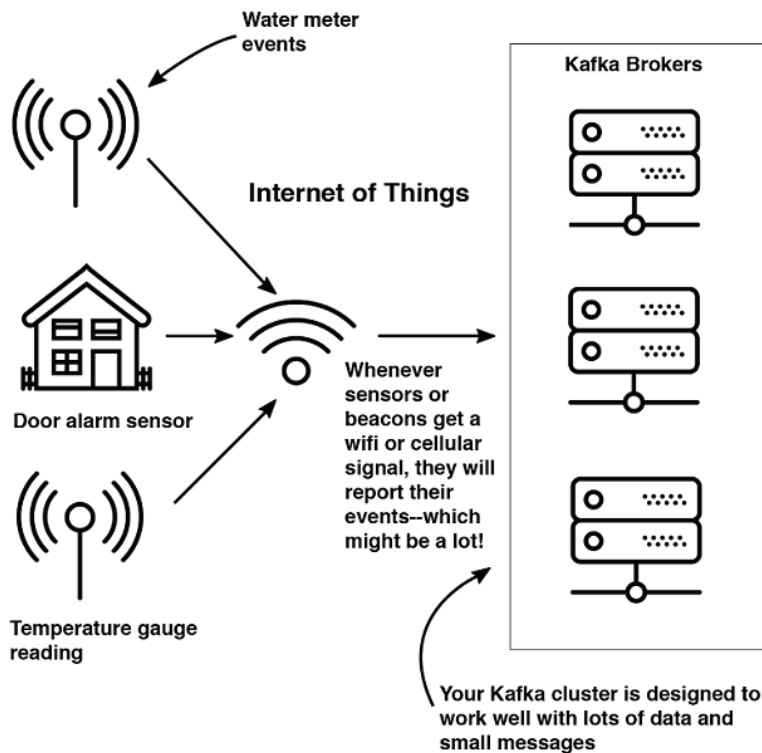 Water meter
events
Kafka Brokers
Internet of Things
Door alarm sensor
Whenever
sensors or
beacons get a
wifi or cellular
signal, they will
report their
events--which
might be a lot!
Temperature gauge
reading
Your Kafka cluster is designed to
work well with lots of data and
small messages